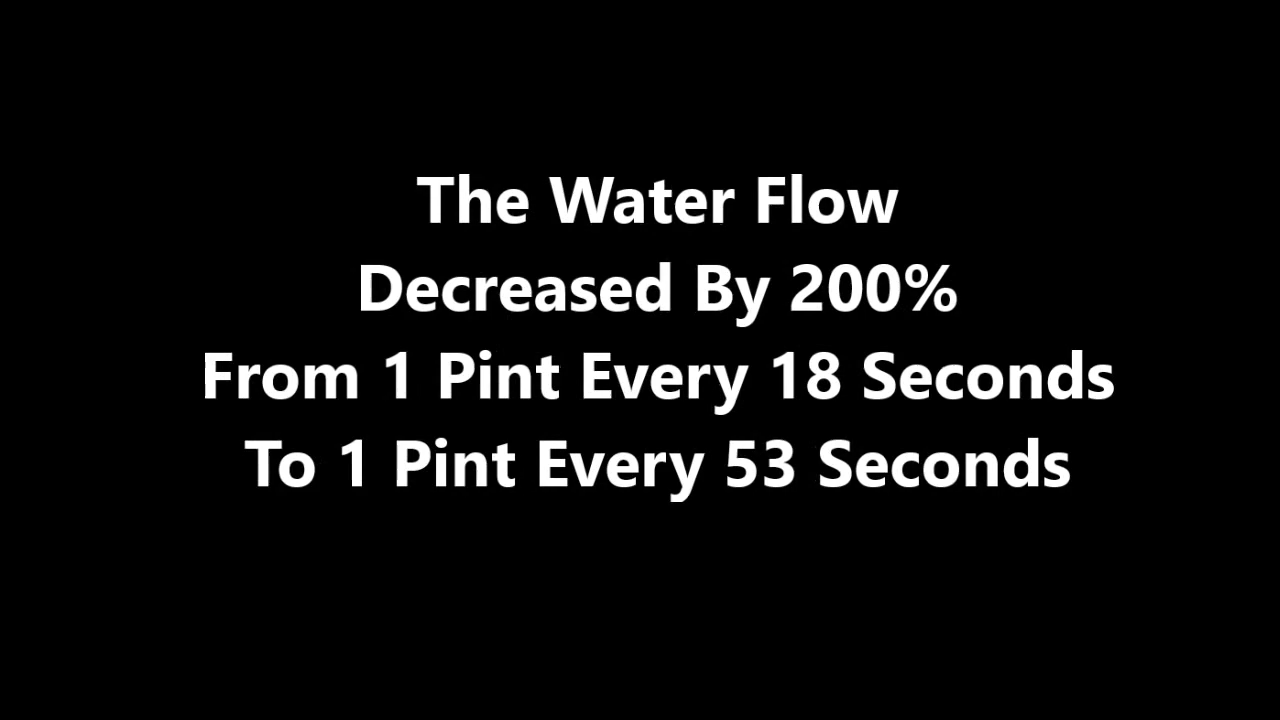 The Water Flow
Decreased By 200%
From 1 Pint Every 18 Seconds
To 1 Pint Every 53 Seconds